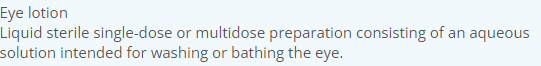 Eye lotion
Liquid sterile single-dose or multidose preparation consisting of an aqueous
solution intended for washing or bathing the eye.